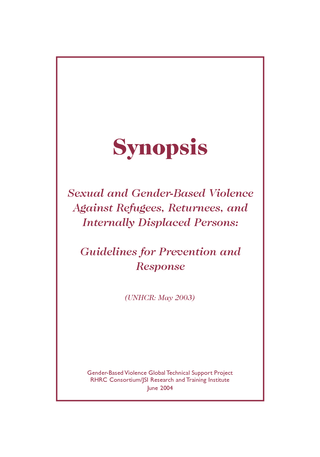 Synopsis
Sexual and Gender-Based Violence
Against Refugees, Returnees, and
Internally Displaced Persons:
Guidelines for Prevention and
Response
(UNHCR: May 2003)
Gender-Based Violence Global Technical Support Project
RHRC Consortium/JSI Research and Training Institute
June 2004